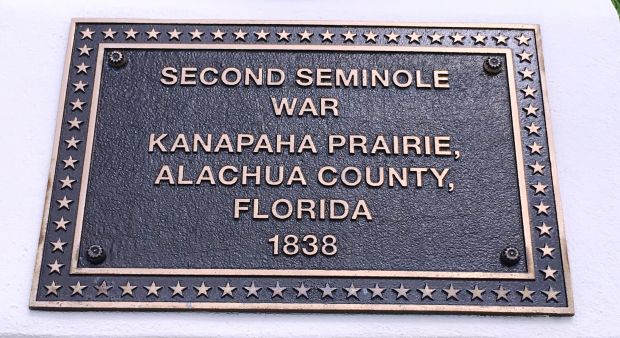 SECOND SEMINOLE
WAR
KANAPAHA PRAIRIE,
ALACHUA COUNTY,
FLORIDA
1838